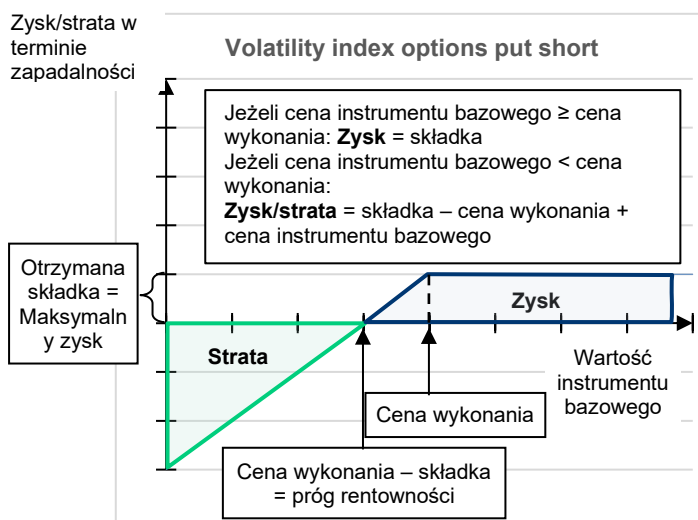 Zysk/strata w
terminie
zapadalności
Volatility index options put short
Jeżeli cena instrumentu bazowego ≥ cena
wykonania: Zysk = składka
Jeżeli cena instrumentu bazowego < cena
wykonania:
Zysk/strata = składka – cena wykonania +
cena instrumentu bazowego
Otrzymana
składka =
Maksymaln
y zysk
Zysk
Strata
Wartość
instrumentu
bazowego
Cena wykonania
Cena wykonania – składka
= próg rentowności